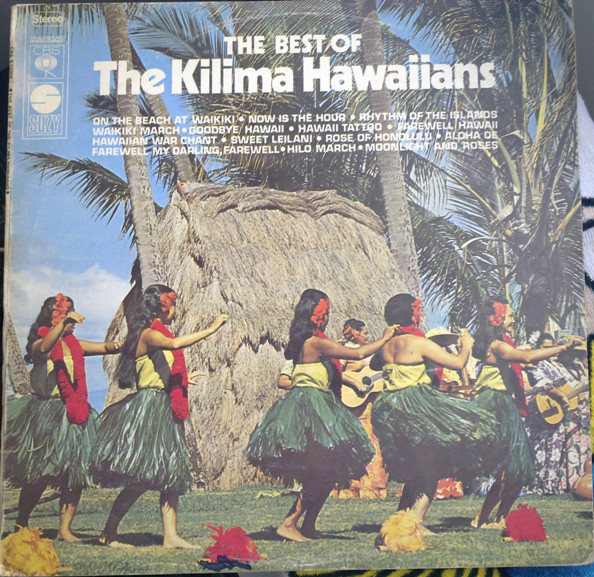 Stereo
CBS
S
SUZY
THE BEST OF
The Kilima Hawaiians
ON THE BEACH AT WAIKIKI • NOW IS THE HOUR • RHYTHM OF THE ISLANDS
WAIKIKI MARCH • GOODBYE HAWAII • HAWAII TATTOO • FAREWELL HAWAII
HAWAIIAN WAR CHANT • SWEET LEILANI • ROSE OF HONOLULU • ALOHA OE
FAREWELL MY DARLING, FAREWELL • HILO MARCH • MOONLIGHT AND ROSES